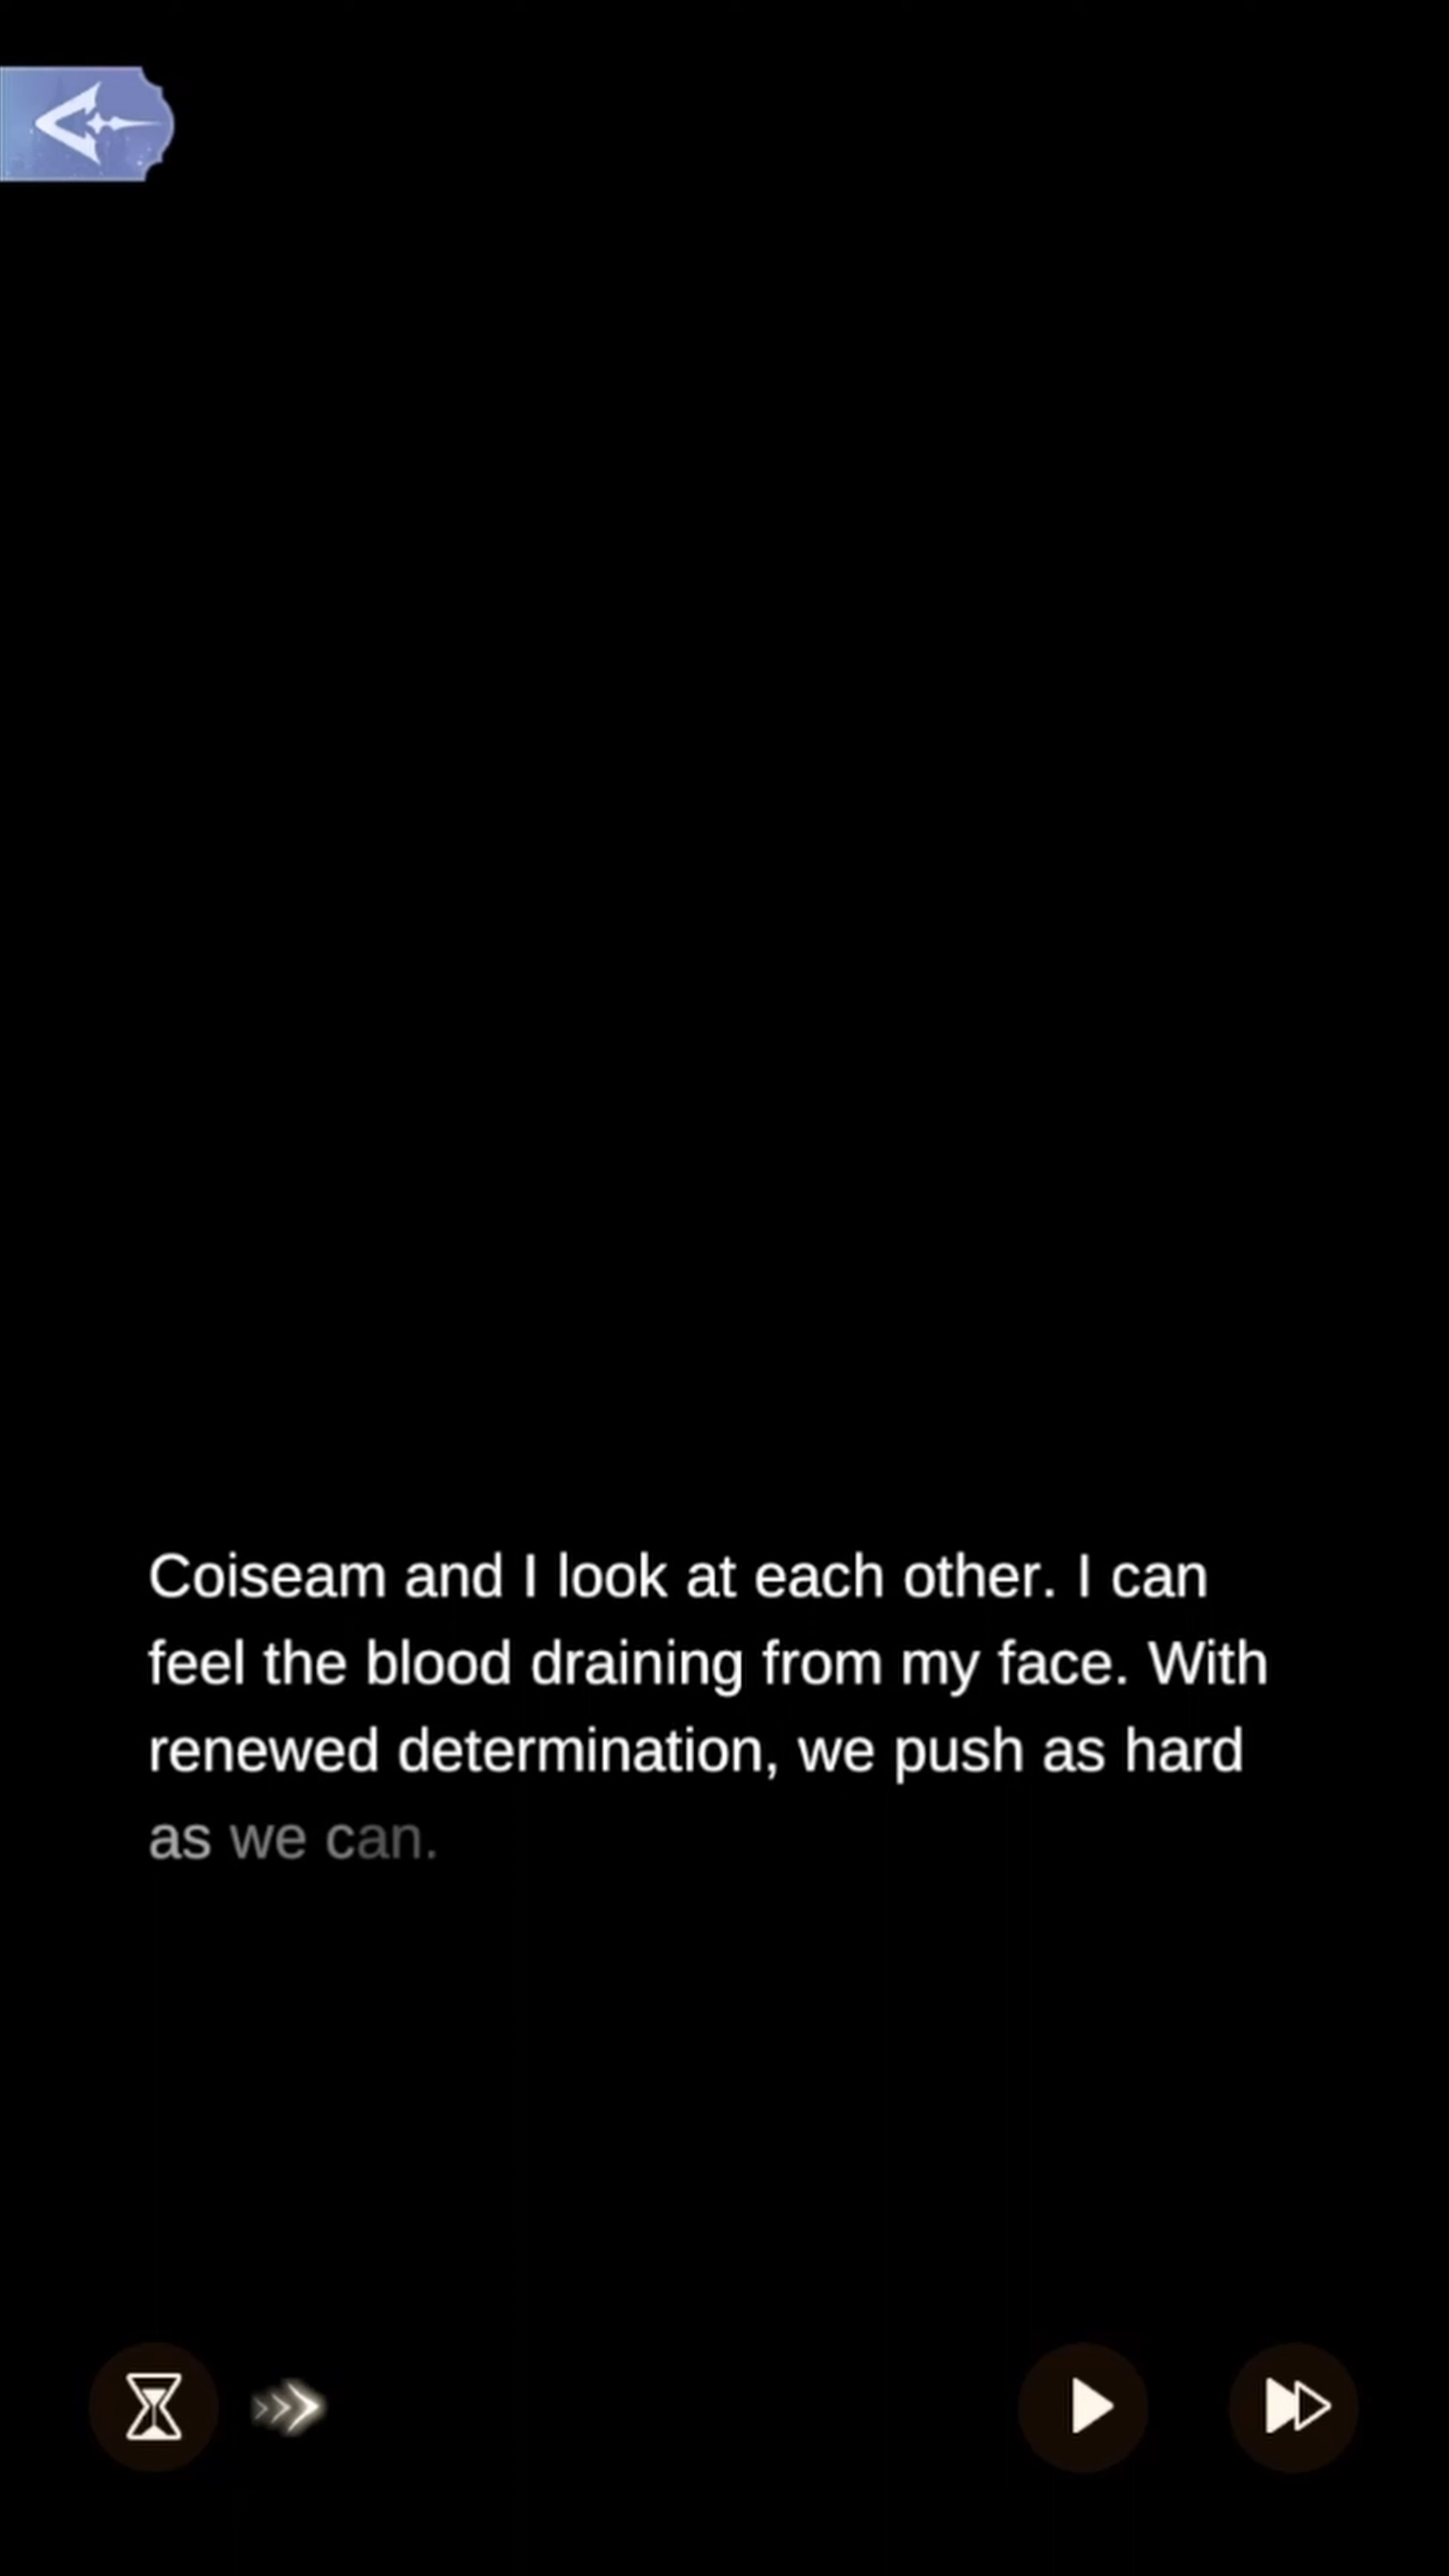 Coiseam and I look at each other. I can
feel the blood draining from my face. With
renewed determination, we push as hard
as we can.